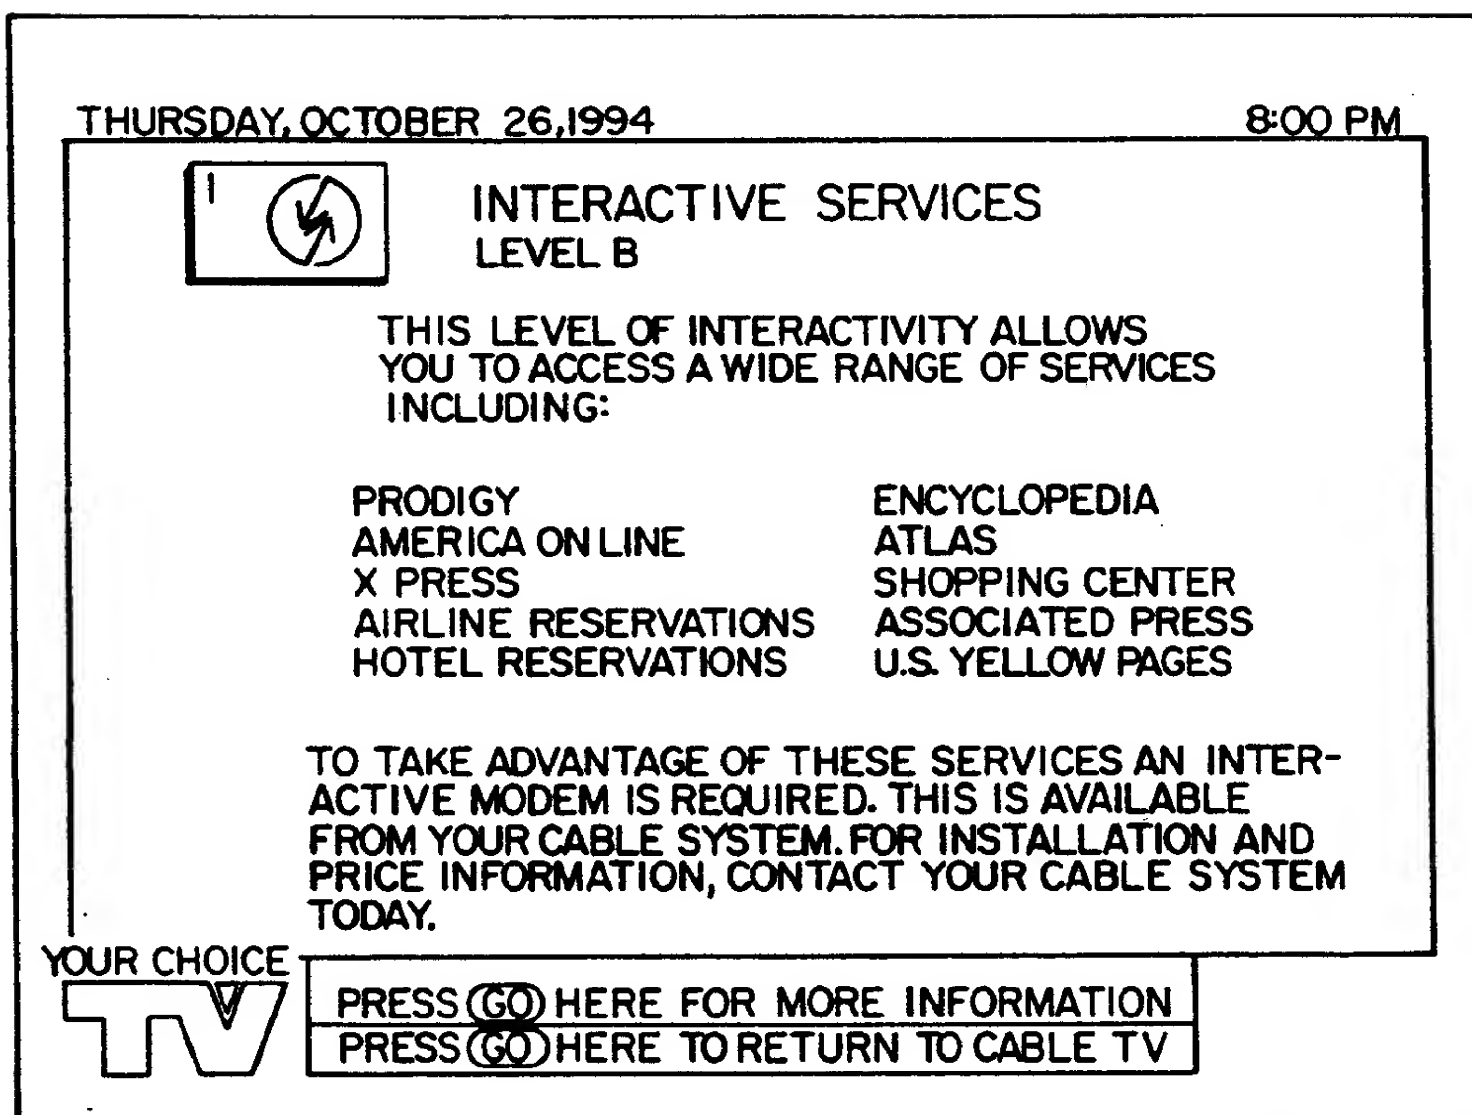 THURSDAY, OCTOBER 26, 1994 8:00 PM
1
INTERACTIVE SERVICES
LEVEL B
THIS LEVEL OF INTERACTIVITY ALLOWS
YOU TO ACCESS A WIDE RANGE OF SERVICES
INCLUDING:
PRODIGY ENCYCLOPEDIA
AMERICA ON LINE ATLAS
X PRESS SHOPPING CENTER
AIRLINE RESERVATIONS ASSOCIATED PRESS
HOTEL RESERVATIONS U.S. YELLOW PAGES
TO TAKE ADVANTAGE OF THESE SERVICES AN INTER-
ACTIVE MODEM IS REQUIRED. THIS IS AVAILABLE
FROM YOUR CABLE SYSTEM. FOR INSTALLATION AND
PRICE INFORMATION, CONTACT YOUR CABLE SYSTEM
TODAY.
YOUR CHOICE
TV
PRESS GO HERE FOR MORE INFORMATION
PRESS GO HERE TO RETURN TO CABLE TV